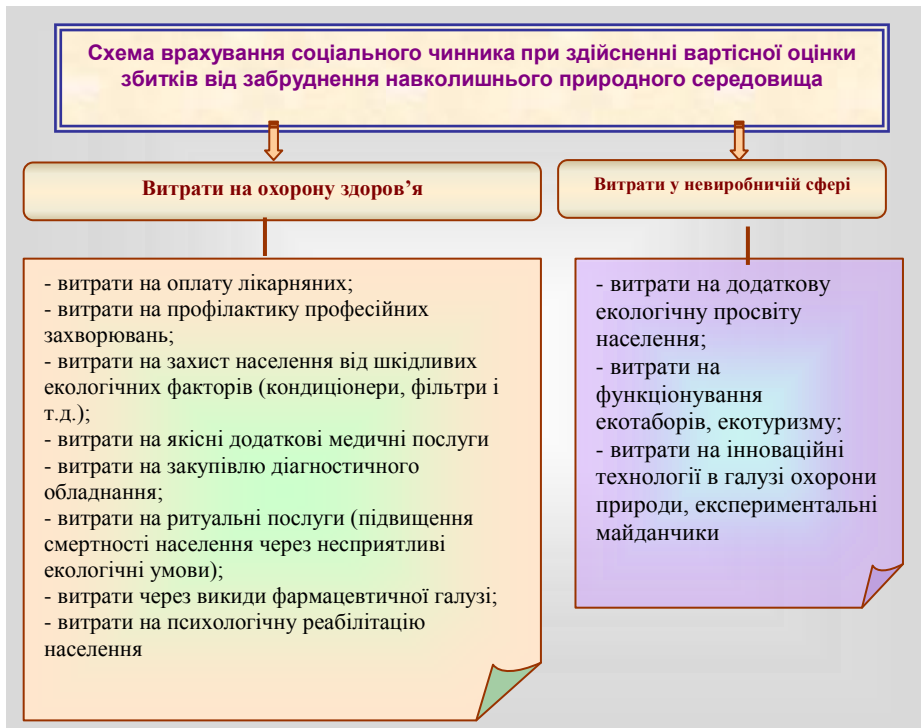 Схема врахування соціального чинника при здійсненні вартісної оцінки
збитків від забруднення навколишнього природного середовища
Витрати на охорону здоров’я
Витрати у невиробничій сфері
- витрати на оплату лікарняних;
- витрати на профілактику професійних
захворювань;
- витрати на захист населення від шкідливих
екологічних факторів (кондиціонери, фільтри і
т.д.);
- витрати на якісні додаткові медичні послуги
- витрати на закупівлю діагностичного
обладнання;
- витрати на ритуальні послуги (підвищення
смертності населення через несприятливі
екологічні умови);
- витрати через викиди фармацевтичної галузі;
- витрати на психологічну реабілітацію
населення
- витрати на додаткову
екологічну просвіту
населення;
- витрати на
функціонування
екотаборів, екотуризму;
- витрати на інноваційні
технології в галузі охорони
природи, експериментальні
майданчики